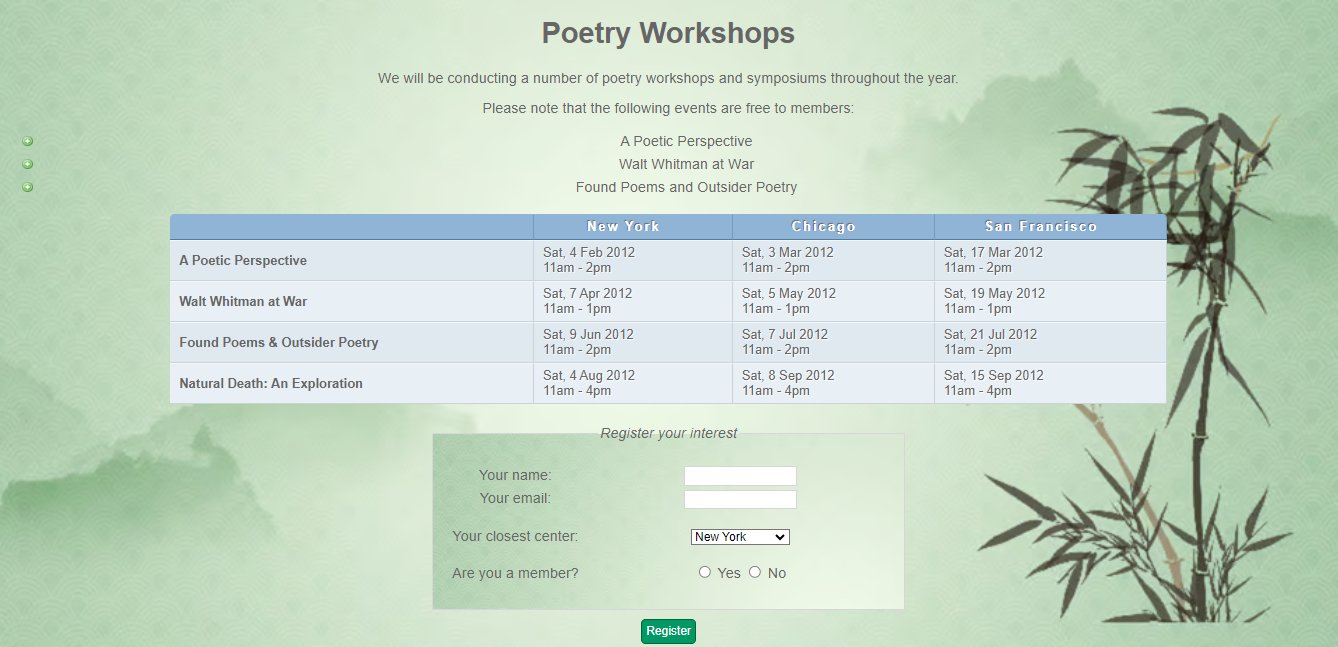 Poetry Workshops
We will be conducting a number of poetry workshops and symposiums throughout the year.
Please note that the following events are free to members:
A Poetic Perspective
Walt Whitman at War
Found Poems and Outsider Poetry
New York Chicago San Francisco
A Poetic Perspective
Sat, 4 Feb 2012
11am - 2pm
Sat, 3 Mar 2012
11am - 2pm
Sat, 17 Mar 2012
11am - 2pm
Walt Whitman at War
Sat, 7 Apr 2012
11am - 1pm
Sat, 5 May 2012
11am - 1pm
Sat, 19 May 2012
11am - 1pm
Found Poems & Outsider Poetry
Sat, 9 Jun 2012
11am - 2pm
Sat, 7 Jul 2012
11am - 2pm
Sat, 21 Jul 2012
11am - 2pm
Natural Death: An Exploration
Sat, 4 Aug 2012
11am - 4pm
Sat, 8 Sep 2012
11am - 4pm
Sat, 15 Sep 2012
11am - 4pm
Register your interest
Your name:
Your email:
Your closest center: New York
Are you a member? Yes No
Register